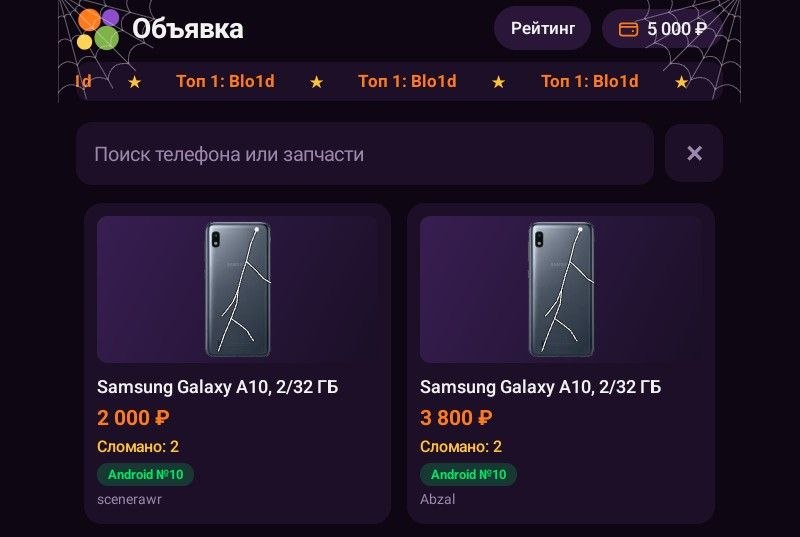 Объявка
Рейтинг
5 000 ₽
ld ★ Топ 1: Blo1d ★ Топ 1: Blo1d ★ Топ 1: Blo1d ★
Поиск телефона или запчасти
×
Samsung Galaxy A10, 2/32 ГБ
2 000 ₽
Сломано: 2
Android №10
scenerawr
Samsung Galaxy A10, 2/32 ГБ
3 800 ₽
Сломано: 2
Android №10
Abzal